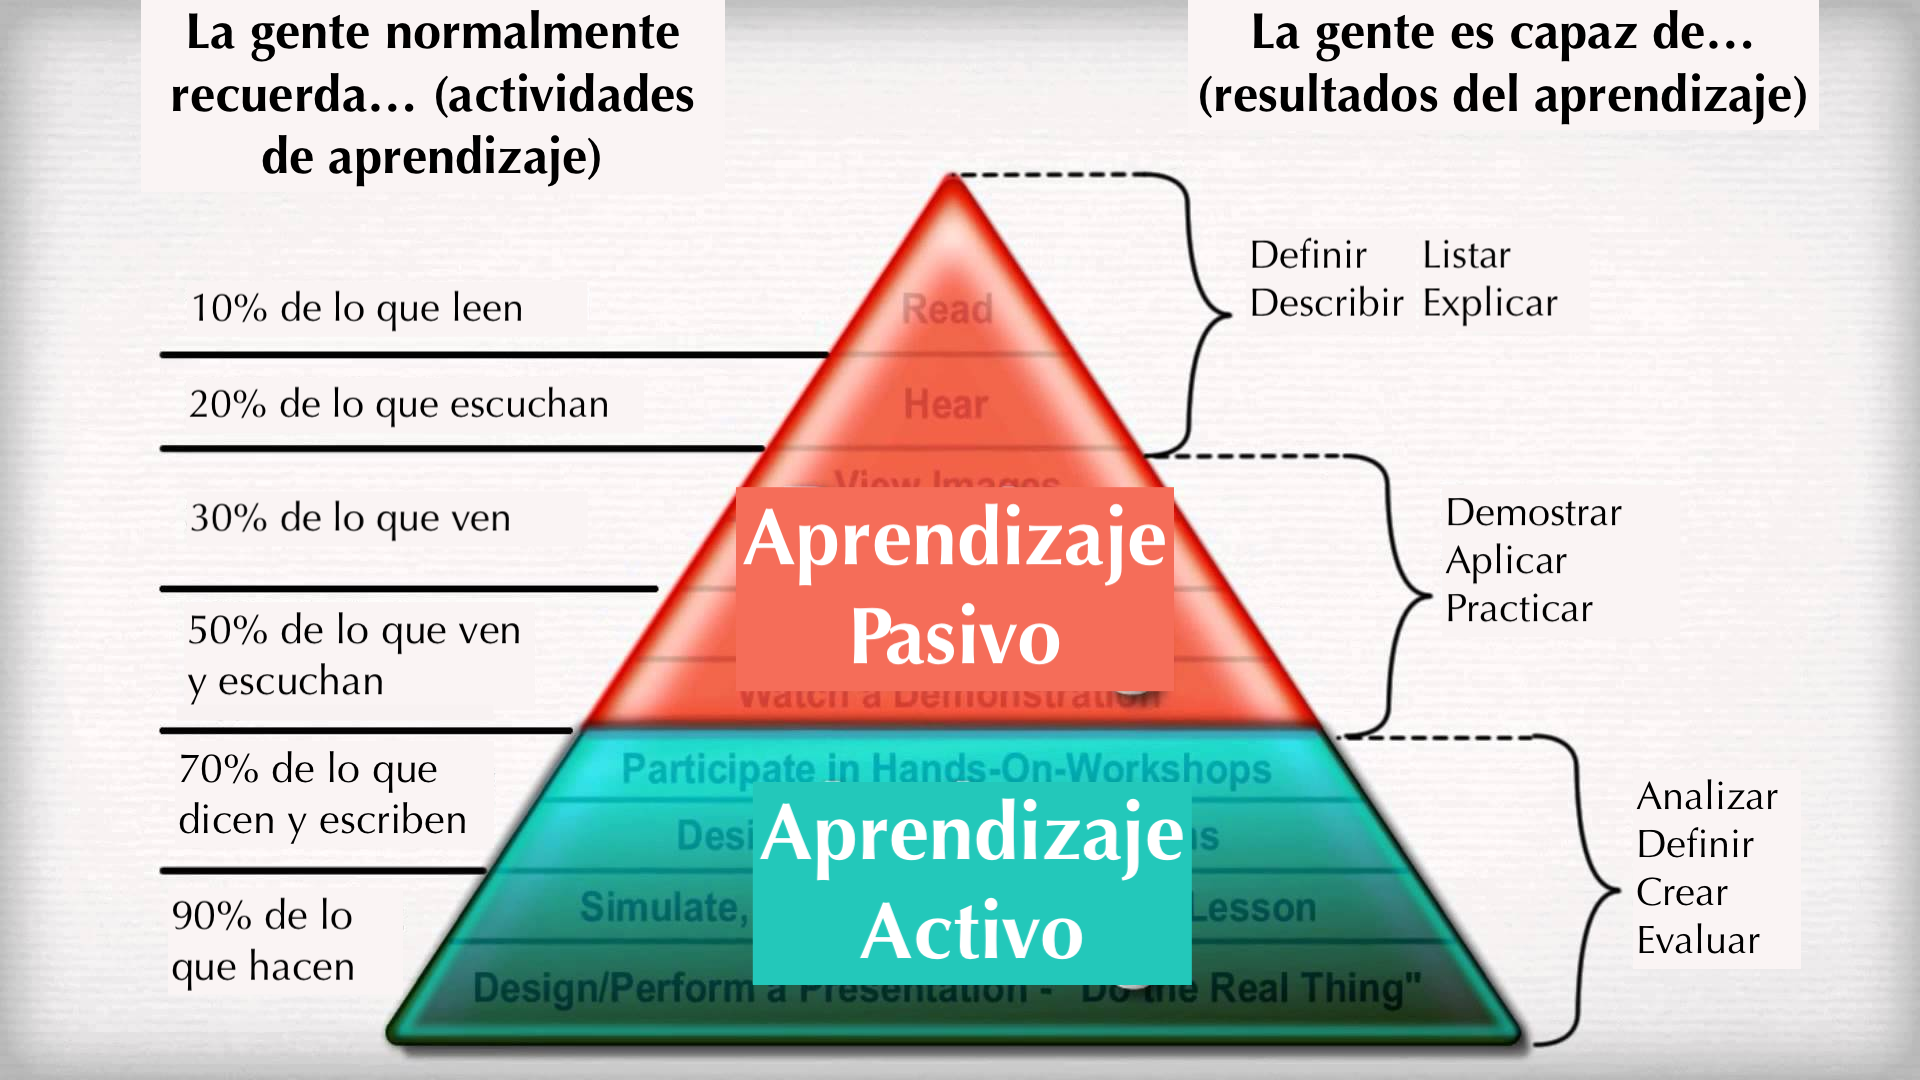 La gente normalmente
recuerda... (actividades
de aprendizaje)
La gente es capaz de...
(resultados del aprendizaje)
10% de lo que leen
20% de lo que escuchan
30% de lo que ven
50% de lo que ven
y escuchan
70% de lo que
dicen y escriben
90% de lo
que hacen
Read
Hear
View Images
Aprendizaje
Pasivo
Watch a Demonstration
Participate in Hands-On-Workshops
Aprendizaje
Activo
Simulate,
Lesson
Design/Perform a Presentation - "Do the Real Thing"
Definir Listar
Describir Explicar
Demostrar
Aplicar
Practicar
Analizar
Definir
Crear
Evaluar